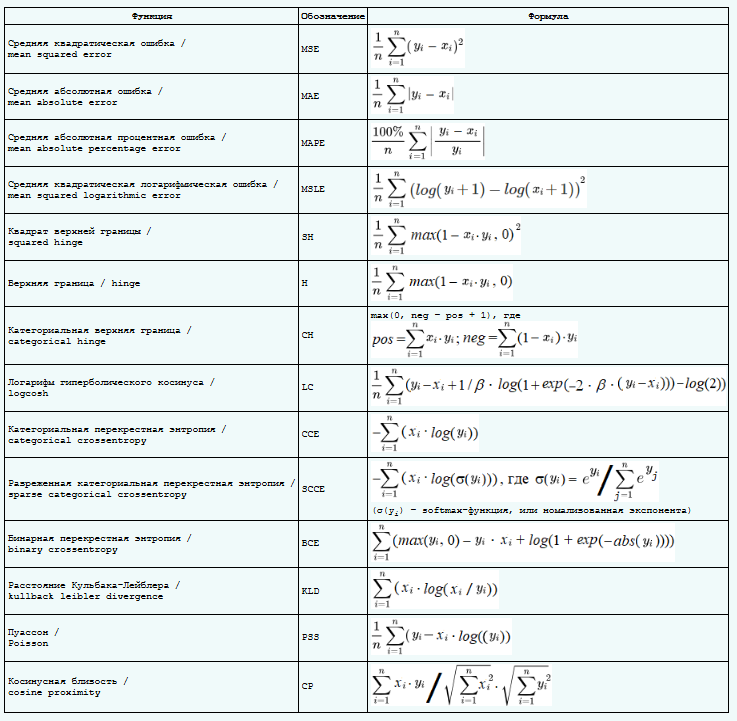 Функция Обозначение Формула
Средняя квадратическая ошибка /
mean squared error
MSE
1/n ∑_{i=1}^{n} (y_i − x_i)^2
Средняя абсолютная ошибка /
mean absolute error
MAE
1/n ∑_{i=1}^{n} |y_i − x_i|
Средняя абсолютная процентная ошибка /
mean absolute percentage error
MAPE
100%/n ∑_{i=1}^{n} |(y_i − x_i)/y_i|
Средняя квадратическая логарифмическая ошибка /
mean squared logarithmic error
MSLE
1/n ∑_{i=1}^{n} (log(y_i + 1) − log(x_i + 1))^2
Квадрат верхней границы /
squared hinge
SH
1/n ∑_{i=1}^{n} max(1 − x_i · y_i, 0)^2
Верхняя граница / hinge
H
1/n ∑_{i=1}^{n} max(1 − x_i · y_i, 0)
Категориальная верхняя граница /
categorical hinge
CH
max(0, neg - pos + 1), где
pos = ∑_{i=1}^{n} x_i · y_i; neg = ∑_{i=1}^{n} (1 − x_i) · y_i
Логарифм гиперболического косинуса /
logcosh
LC
1/n ∑_{i=1}^{n} (y_i − x_i + 1/β · log(1 + exp(−2 · β · (y_i − x_i))) − log(2))
Категориальная перекрестная энтропия /
categorical crossentropy
CCE
−∑_{i=1}^{n} (x_i · log(y_i))
Разреженная категориальная перекрестная энтропия /
sparse categorical crossentropy
SCCE
−∑_{i=1}^{n} (x_i · log(σ(y_i))), где σ(y_i) = e^{y_i} / ∑_{j=1}^{n} e^{y_j}
(σ(y_i) - softmax-функция, или номализованная экспонента)
Бинарная перекрестная энтропия /
binary crossentropy
BCE
∑_{i=1}^{n} (max(y_i, 0) − y_i · x_i + log(1 + exp(−abs(y_i))))
Расстояние Кульбака-Лейблера /
kullback leibler divergence
KLD
∑_{i=1}^{n} (x_i · log(x_i / y_i))
Пуассон /
Poisson
PSS
1/n ∑_{i=1}^{n} (y_i − x_i · log((y_i))
Косинусная бливость /
cosine proximity
CP
∑_{i=1}^{n} x_i · y_i / √(∑_{i=1}^{n} x_i^2) · √(∑_{i=1}^{n} y_i^2)